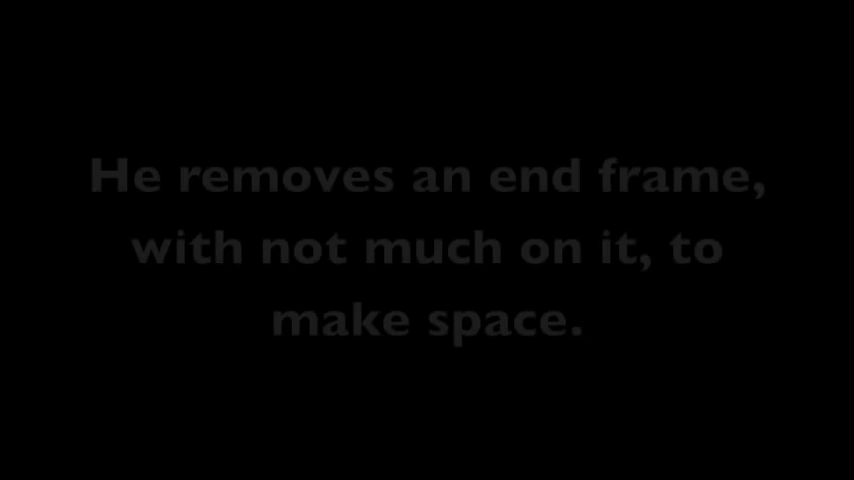 He removes an end frame,
with not much on it, to
make space.